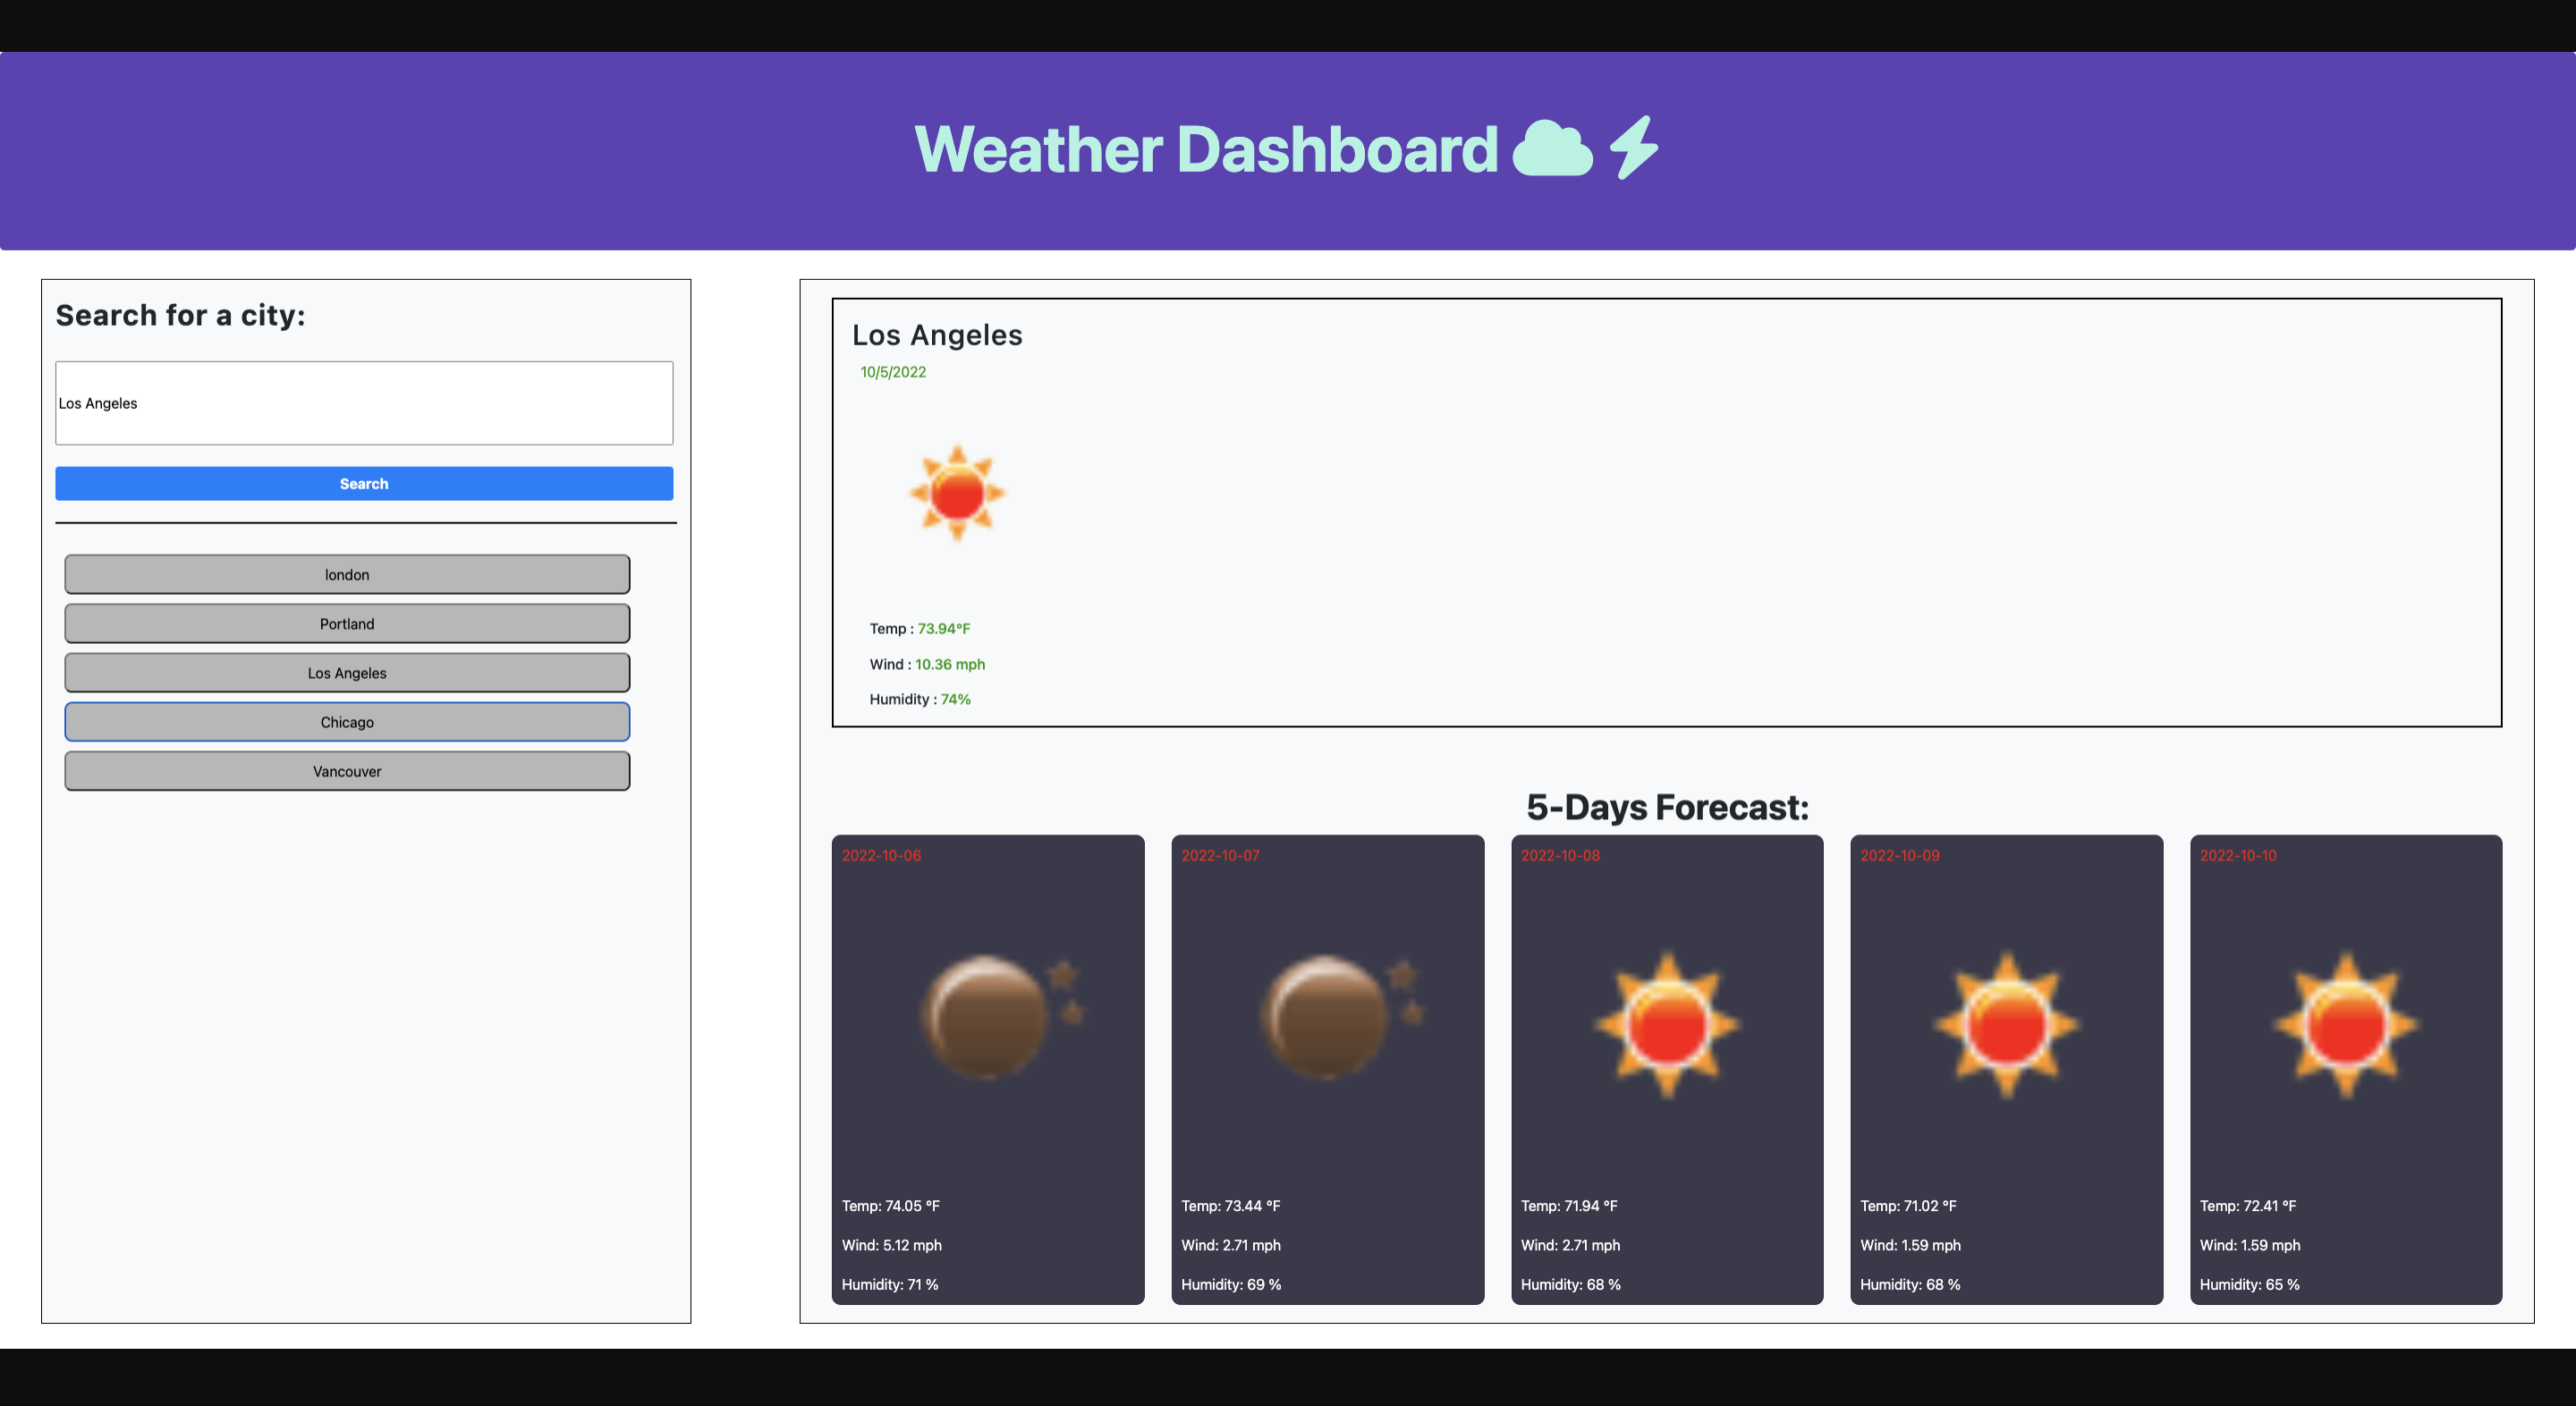 Weather Dashboard
Search for a city:
Los Angeles
Search
london
Portland
Los Angeles
Chicago
Vancouver
Los Angeles
10/5/2022
Temp : 73.94°F
Wind : 10.36 mph
Humidity : 74%
5-Days Forecast:
2022-10-06
Temp: 74.05 °F
Wind: 5.12 mph
Humidity: 71 %
2022-10-07
Temp: 73.44 °F
Wind: 2.71 mph
Humidity: 69 %
2022-10-08
Temp: 71.94 °F
Wind: 2.71 mph
Humidity: 68 %
2022-10-09
Temp: 71.02 °F
Wind: 1.59 mph
Humidity: 68 %
2022-10-10
Temp: 72.41 °F
Wind: 1.59 mph
Humidity: 65 %